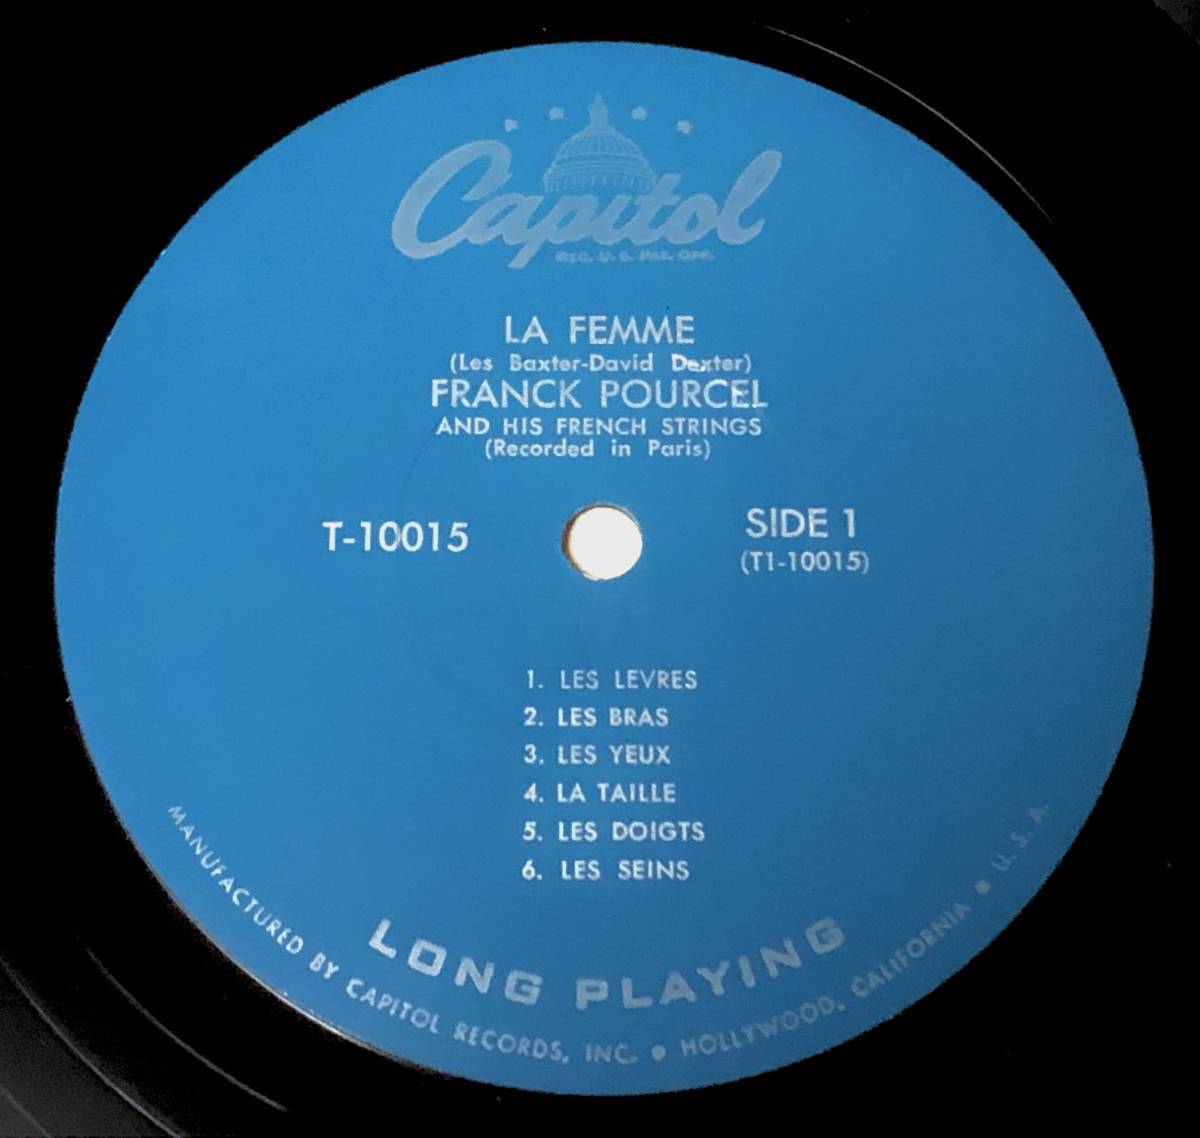 Capitol
REG. U. S. PAT. OFF.
LA FEMME
(Les Baxter-David Dexter)
FRANCK POURCEL
AND HIS FRENCH STRINGS
(Recorded in Paris)
T-10015
SIDE 1
(T1-10015)
1. LES LEVRES
2. LES BRAS
3. LES YEUX
4. LA TAILLE
5. LES DOIGTS
6. LES SEINS
LONG PLAYING
MANUFACTURED BY CAPITOL RECORDS, INC. • HOLLYWOOD, CALIFORNIA • U. S. A.